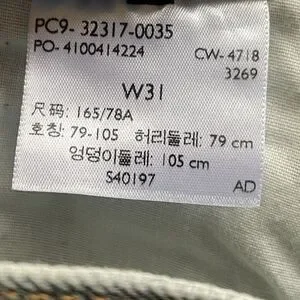 PC9- 32317-0035
PO- 4100414224 CW- 4718
3269
W31
尺码: 165/78A
호칭: 79-105 허리둘레: 79 cm
엉덩이둘레: 105 cm
S40197 AD